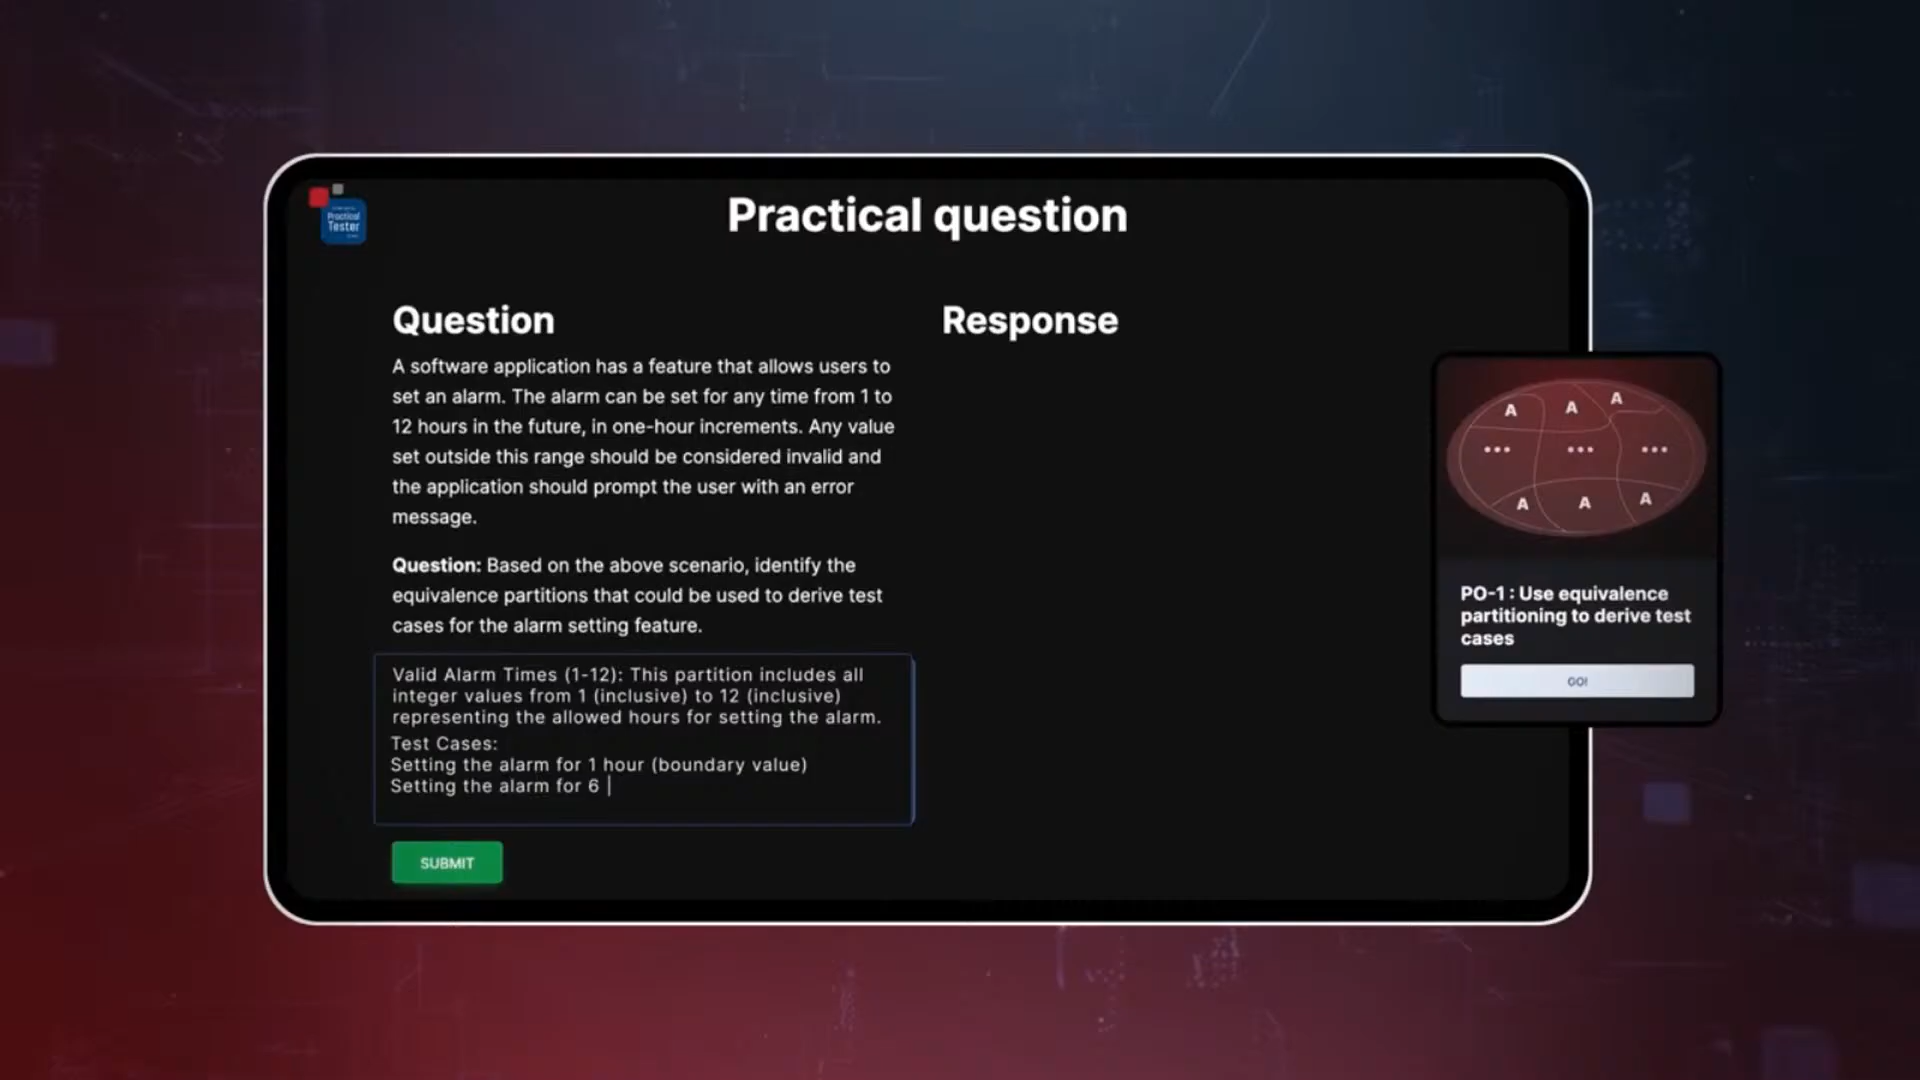 Practical
Tester
Practical question
Question
A software application has a feature that allows users to
set an alarm. The alarm can be set for any time from 1 to
12 hours in the future, in one-hour increments. Any value
set outside this range should be considered invalid and
the application should prompt the user with an error
message.
Question: Based on the above scenario, identify the
equivalence partitions that could be used to derive test
cases for the alarm setting feature.
Valid Alarm Times (1-12): This partition includes all
integer values from 1 (inclusive) to 12 (inclusive)
representing the allowed hours for setting the alarm.
Test Cases:
Setting the alarm for 1 hour (boundary value)
Setting the alarm for 6
SUBMIT
Response
A A A
... ... ...
A A A
PO-1 : Use equivalence
partitioning to derive test
cases
GO!